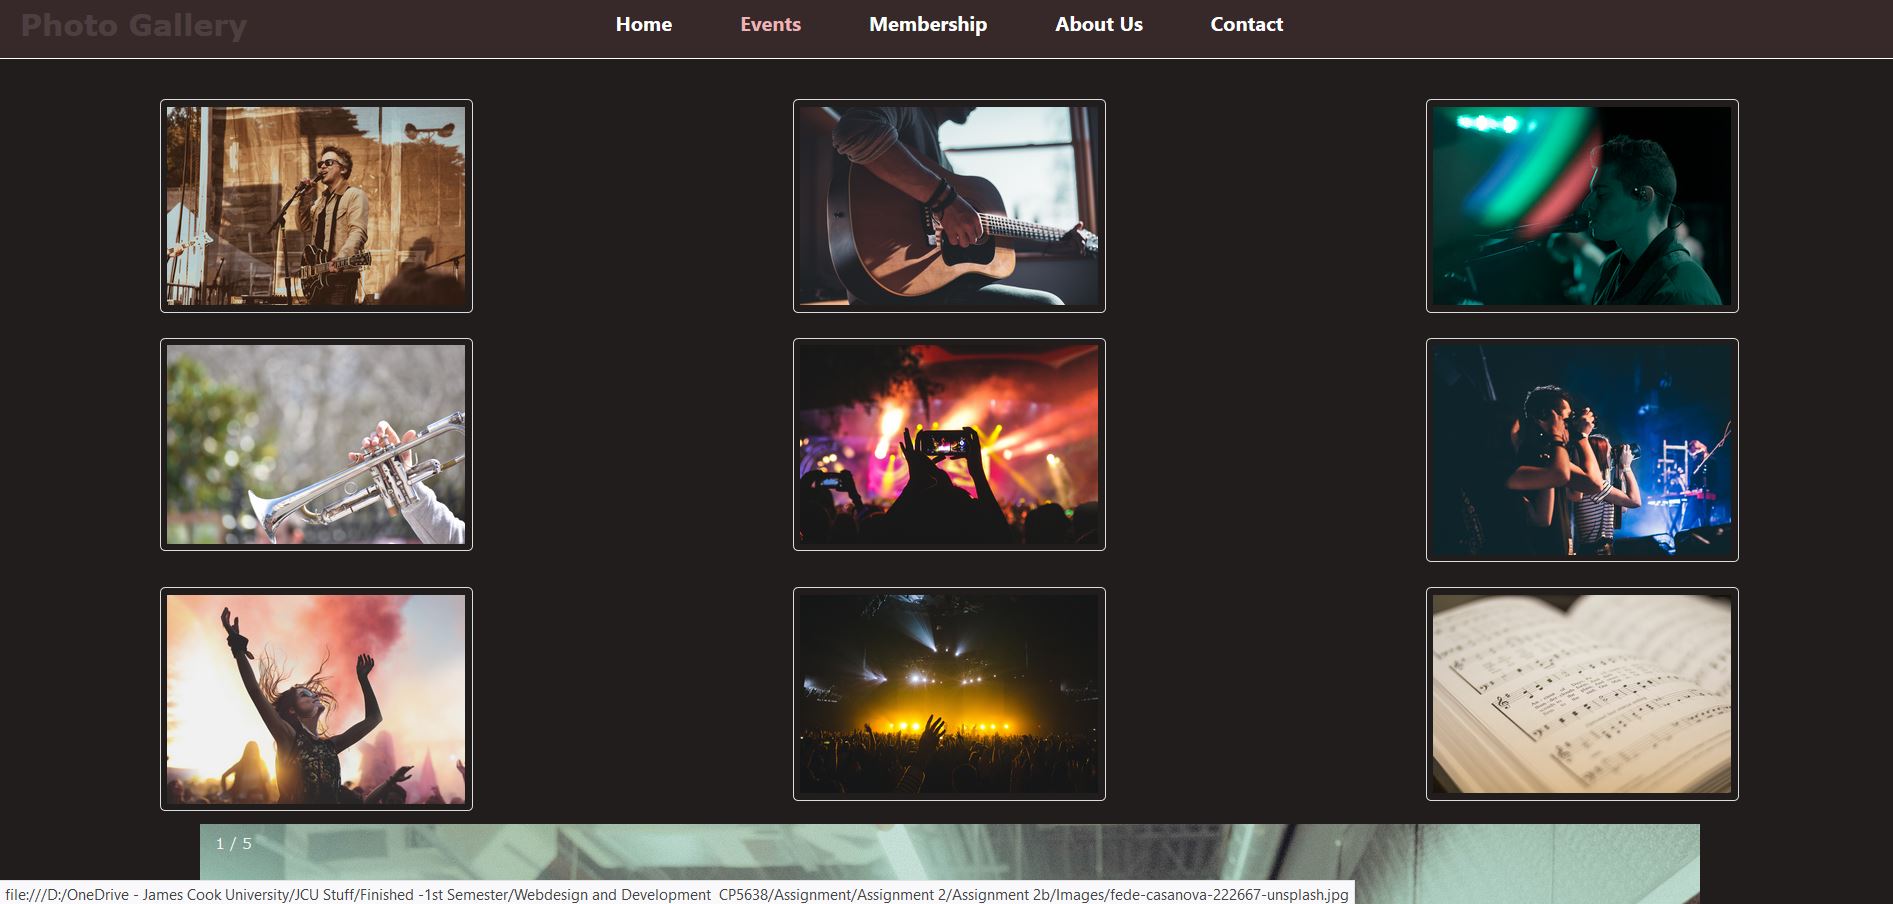 Photo Gallery
Home Events Membership About Us Contact
1 / 5
file:///D:/OneDrive - James Cook University/JCU Stuff/Finished -1st Semester/Webdesign and Development  CP5638/Assignment/Assignment 2/Assignment 2b/Images/fede-casanova-222667-unsplash.jpg